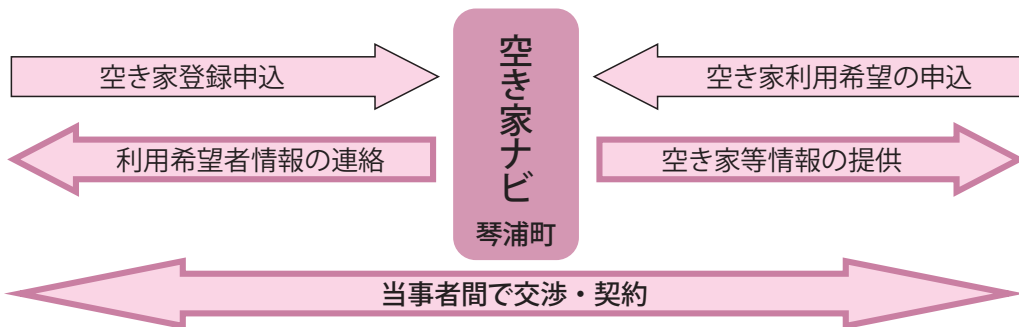 空き家登録申込
利用希望者情報の連絡
空き家ナビ
琴浦町
空き家利用希望の申込
空き家等情報の提供
当事者間で交渉・契約